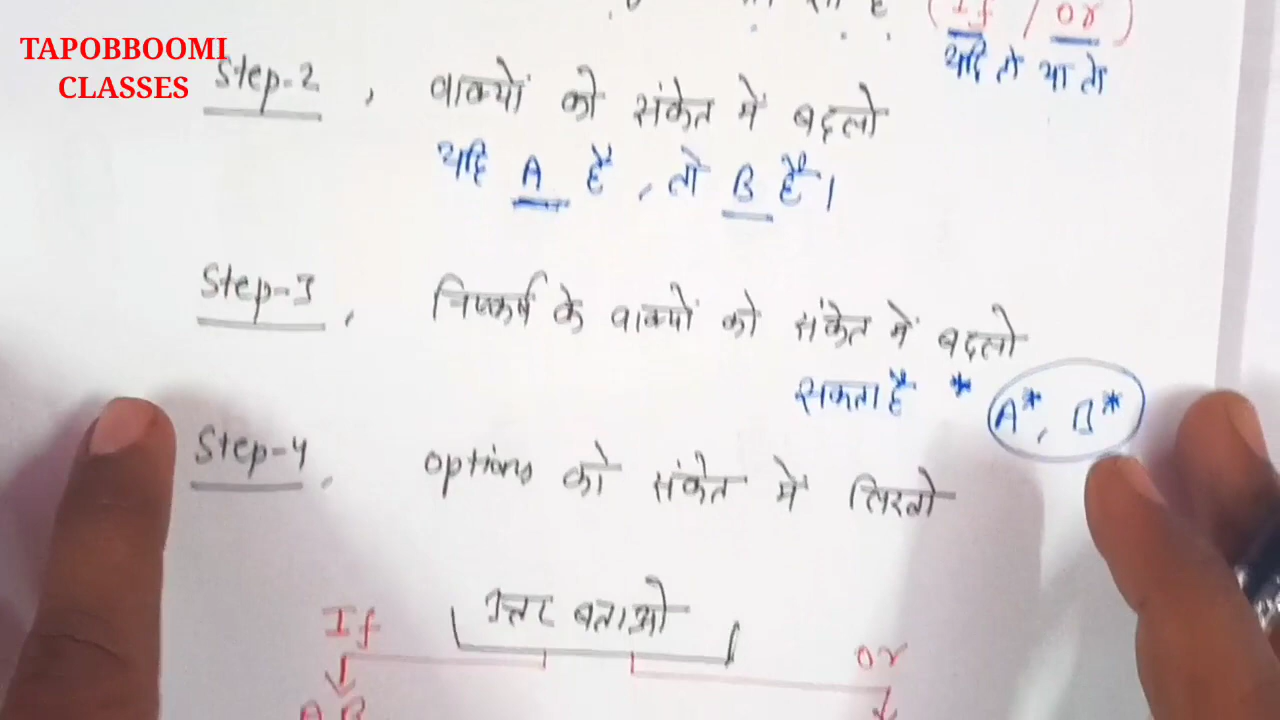 TAPOBBOOMI
CLASSES
(If / or)
यदि तो या तो
Step-2, वाक्यों को संकेत में बदलो
यदि A है, तो B है।
Step-3, निष्कर्ष के वाक्यों को संकेत में बदलो
सकता है * A*, B*
Step-4. options को संकेत में लिखो
उत्तर बताओ
If
or
A B